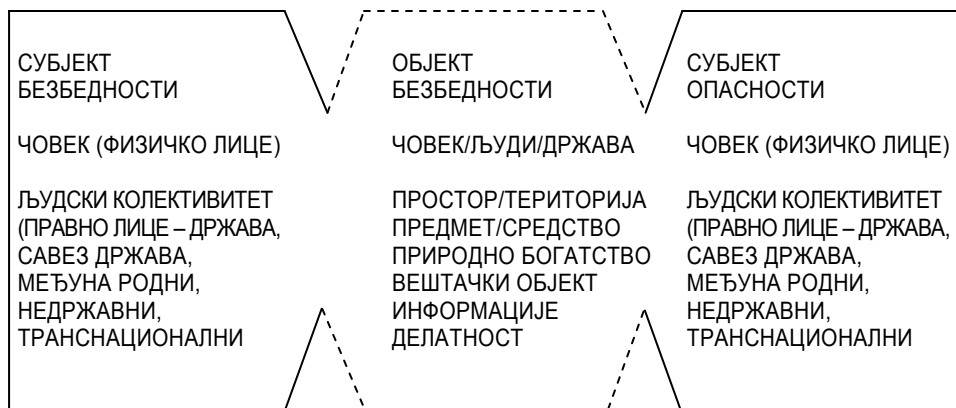 СУБЈЕКТ
БЕЗБЕДНОСТИ
ЧОВЕК (ФИЗИЧКО ЛИЦЕ)
ЉУДСКИ КОЛЕКТИВИТЕТ
(ПРАВНО ЛИЦЕ – ДРЖАВА,
САВЕЗ ДРЖАВА,
МЕЂУНА РОДНИ,
НЕДРЖАВНИ,
ТРАНСНАЦИОНАЛНИ
ОБЈЕКТ
БЕЗБЕДНОСТИ
ЧОВЕК/ЉУДИ/ДРЖАВА
ПРОСТОР/ТЕРИТОРИЈА
ПРЕДМЕТ/СРЕДСТВО
ПРИРОДНО БОГАТСТВО
ВЕШТАЧКИ ОБЈЕКТ
ИНФОРМАЦИЈЕ
ДЕЛАТНОСТ
СУБЈЕКТ
ОПАСНОСТИ
ЧОВЕК (ФИЗИЧКО ЛИЦЕ)
ЉУДСКИ КОЛЕКТИВИТЕТ
(ПРАВНО ЛИЦЕ – ДРЖАВА,
САВЕЗ ДРЖАВА,
МЕЂУНА РОДНИ,
НЕДРЖАВНИ,
ТРАНСНАЦИОНАЛНИ